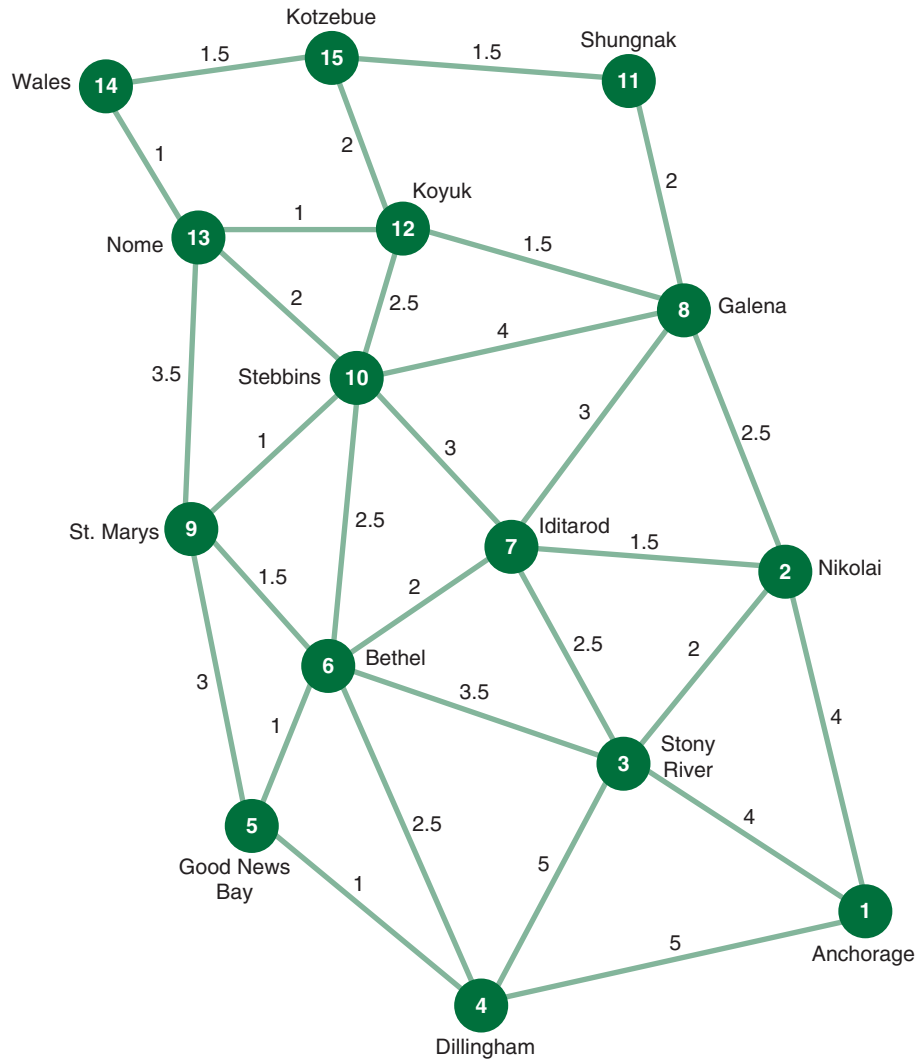 Kotzebue
1.5
15
1.5
Shungnak
Wales
14
11
1
2
2
Koyuk
1
12
1.5
Nome
13
2
2.5
8
Galena
4
3.5
Stebbins
10
1
3
3
2.5
2.5
St. Marys
9
Iditarod
7
1.5
2
Nikolai
1.5
2
2.5
2
6
Bethel
3
3.5
4
1
Stony
River
3
4
5
2.5
Good News
Bay
5
1
1
Anchorage
5
4
Dillingham